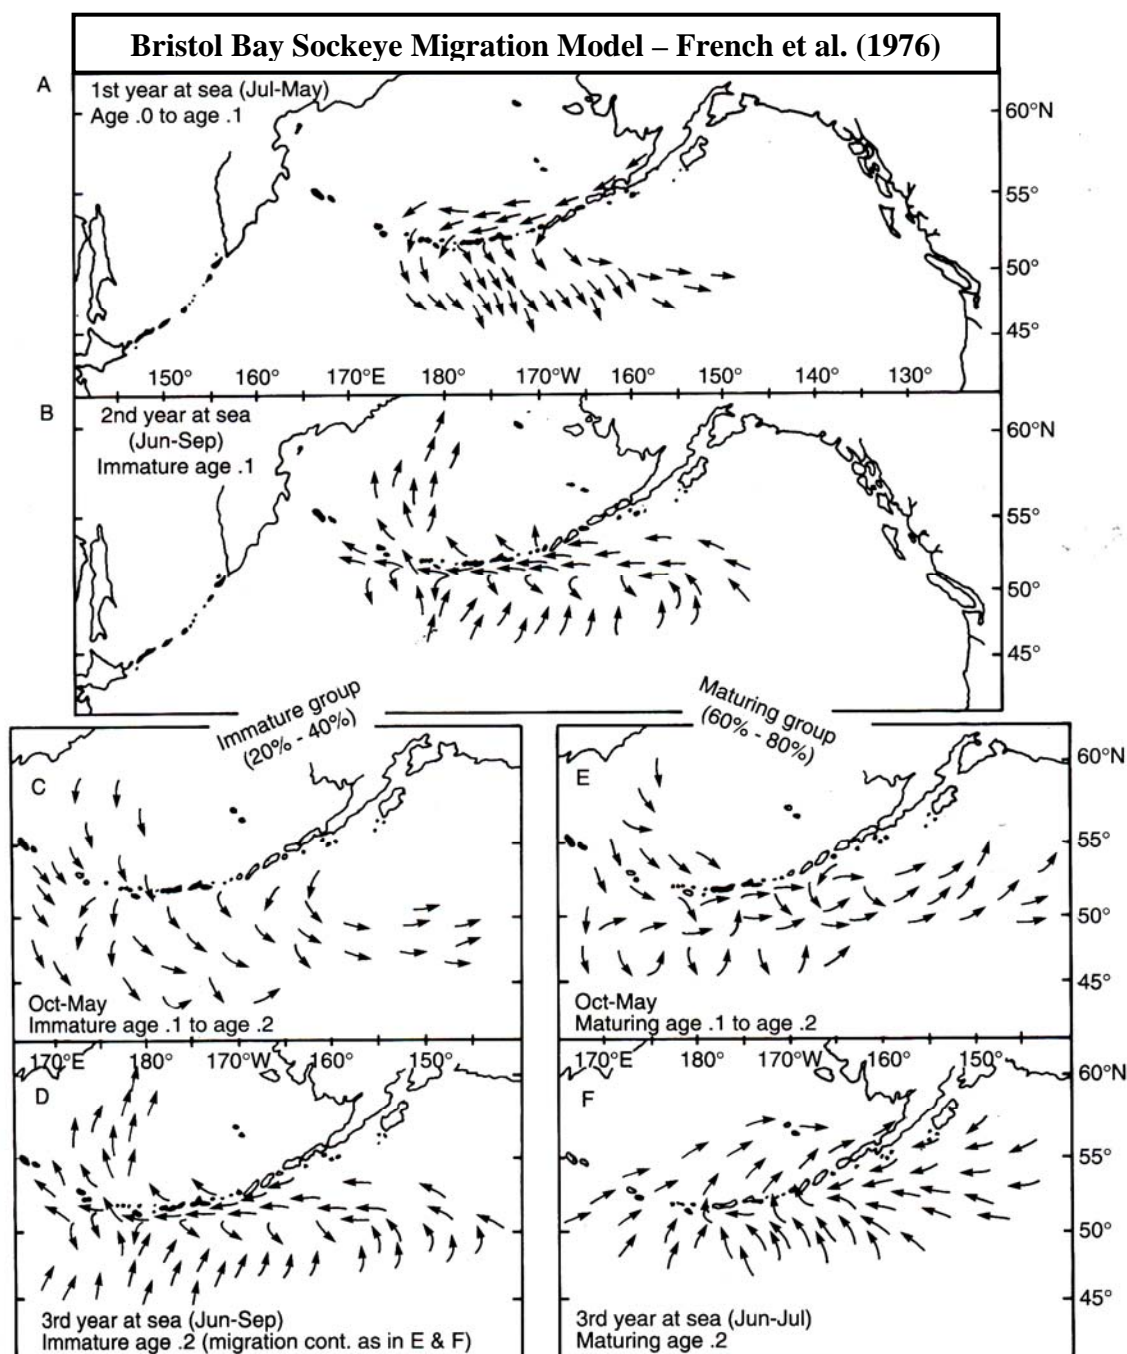 Bristol Bay Sockeye Migration Model – French et al. (1976)
A
1st year at sea (Jul-May)
Age .0 to age .1
60°N
55°
50°
45°
150° 160° 170°E 180° 170°W 160° 150° 140° 130°
B
2nd year at sea
(Jun-Sep)
Immature age .1
60°N
55°
50°
45°
Immature group
(20% - 40%)
Maturing group
(60% - 80%)
C
Oct-May
Immature age .1 to age .2
E
60°N
55°
50°
45°
Oct-May
Maturing age .1 to age .2
170°E 180° 170°W 160° 150°
170°E 180° 170°W 160° 150°
D
3rd year at sea (Jun-Sep)
Immature age .2 (migration cont. as in E & F)
F
60°N
55°
50°
45°
3rd year at sea (Jun-Jul)
Maturing age .2